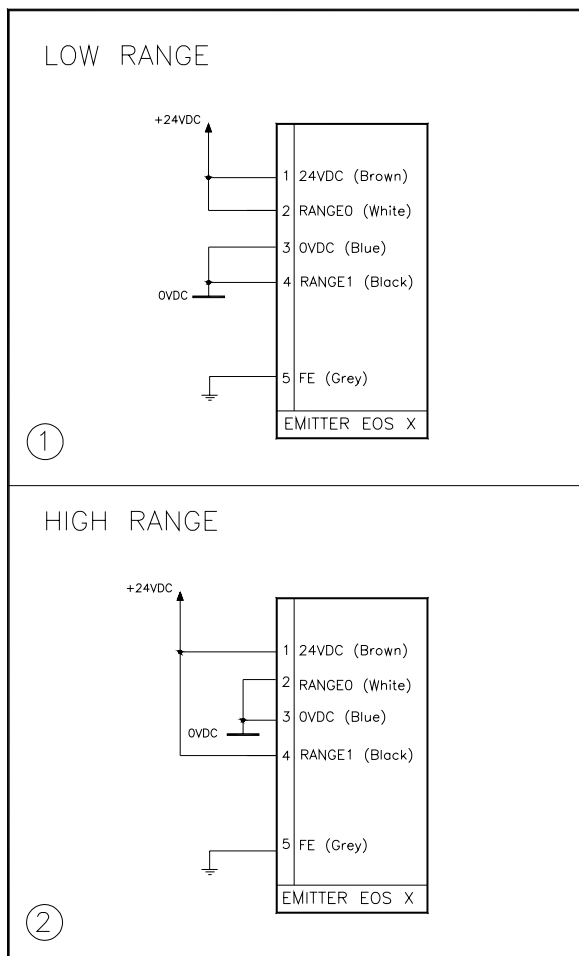 LOW RANGE
+24VDC
1 24VDC (Brown)
2 RANGE0 (White)
3 0VDC (Blue)
4 RANGE1 (Black)
0VDC
5 FE (Grey)
EMITTER EOS X
1
HIGH RANGE
+24VDC
1 24VDC (Brown)
2 RANGE0 (White)
3 0VDC (Blue)
0VDC
4 RANGE1 (Black)
5 FE (Grey)
EMITTER EOS X
2